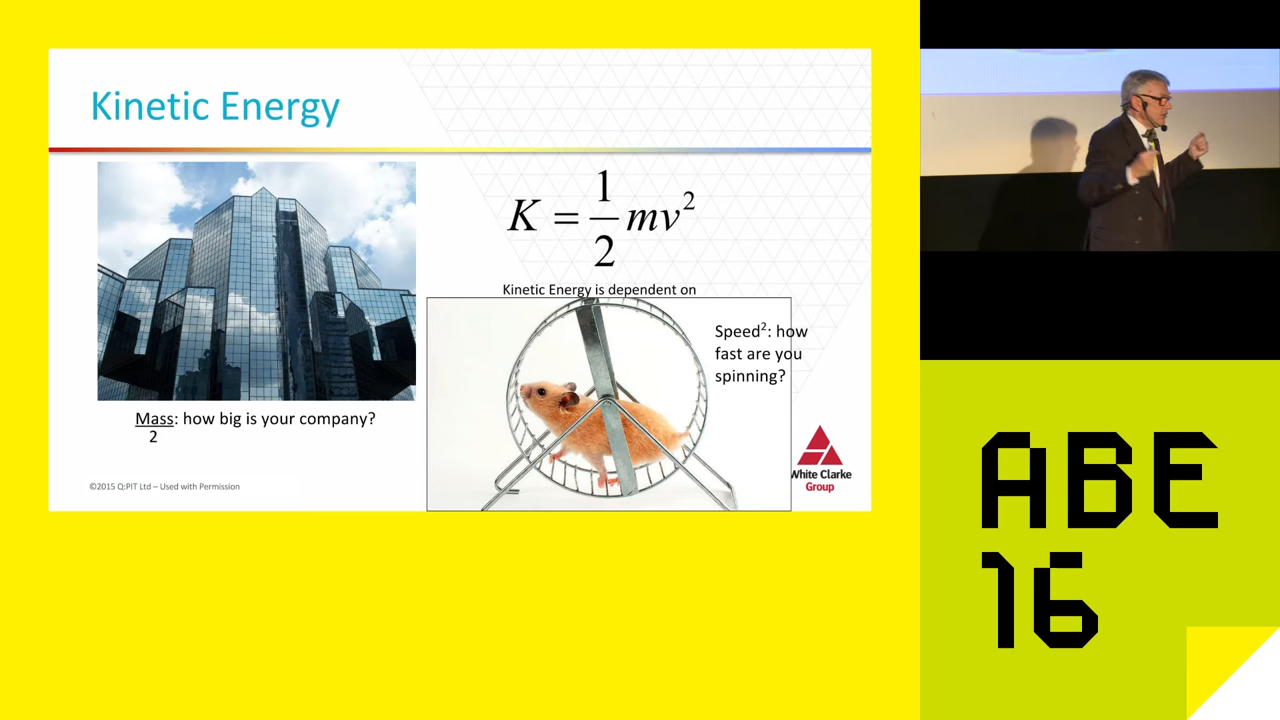 Kinetic Energy
K = 1/2 mv²
Kinetic Energy is dependent on
Speed²: how
fast are you
spinning?
Mass: how big is your company?
2
©2015 Q:PIT Ltd – Used with Permission
White Clarke
Group
ABE
16